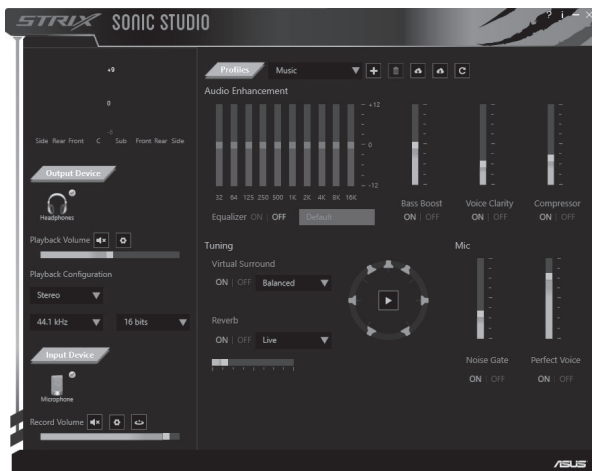 STRIX SONIC STUDIO
? i – ×
+9
0
-9
Side Rear Front C Sub Front Rear Side
Output Device
Headphones
Playback Volume
Playback Configuration
Stereo
44.1 kHz 16 bits
Input Device
Microphone
Record Volume
Profiles Music
Audio Enhancement
+12
0
-12
32 64 125 250 500 1K 2K 4K 8K 16K
Equalizer ON | OFF Default
Bass Boost Voice Clarity Compressor
ON | OFF ON | OFF ON | OFF
Tuning
Virtual Surround
ON | OFF Balanced
Reverb
ON | OFF Live
Mic
Noise Gate Perfect Voice
ON | OFF ON | OFF
ASUS